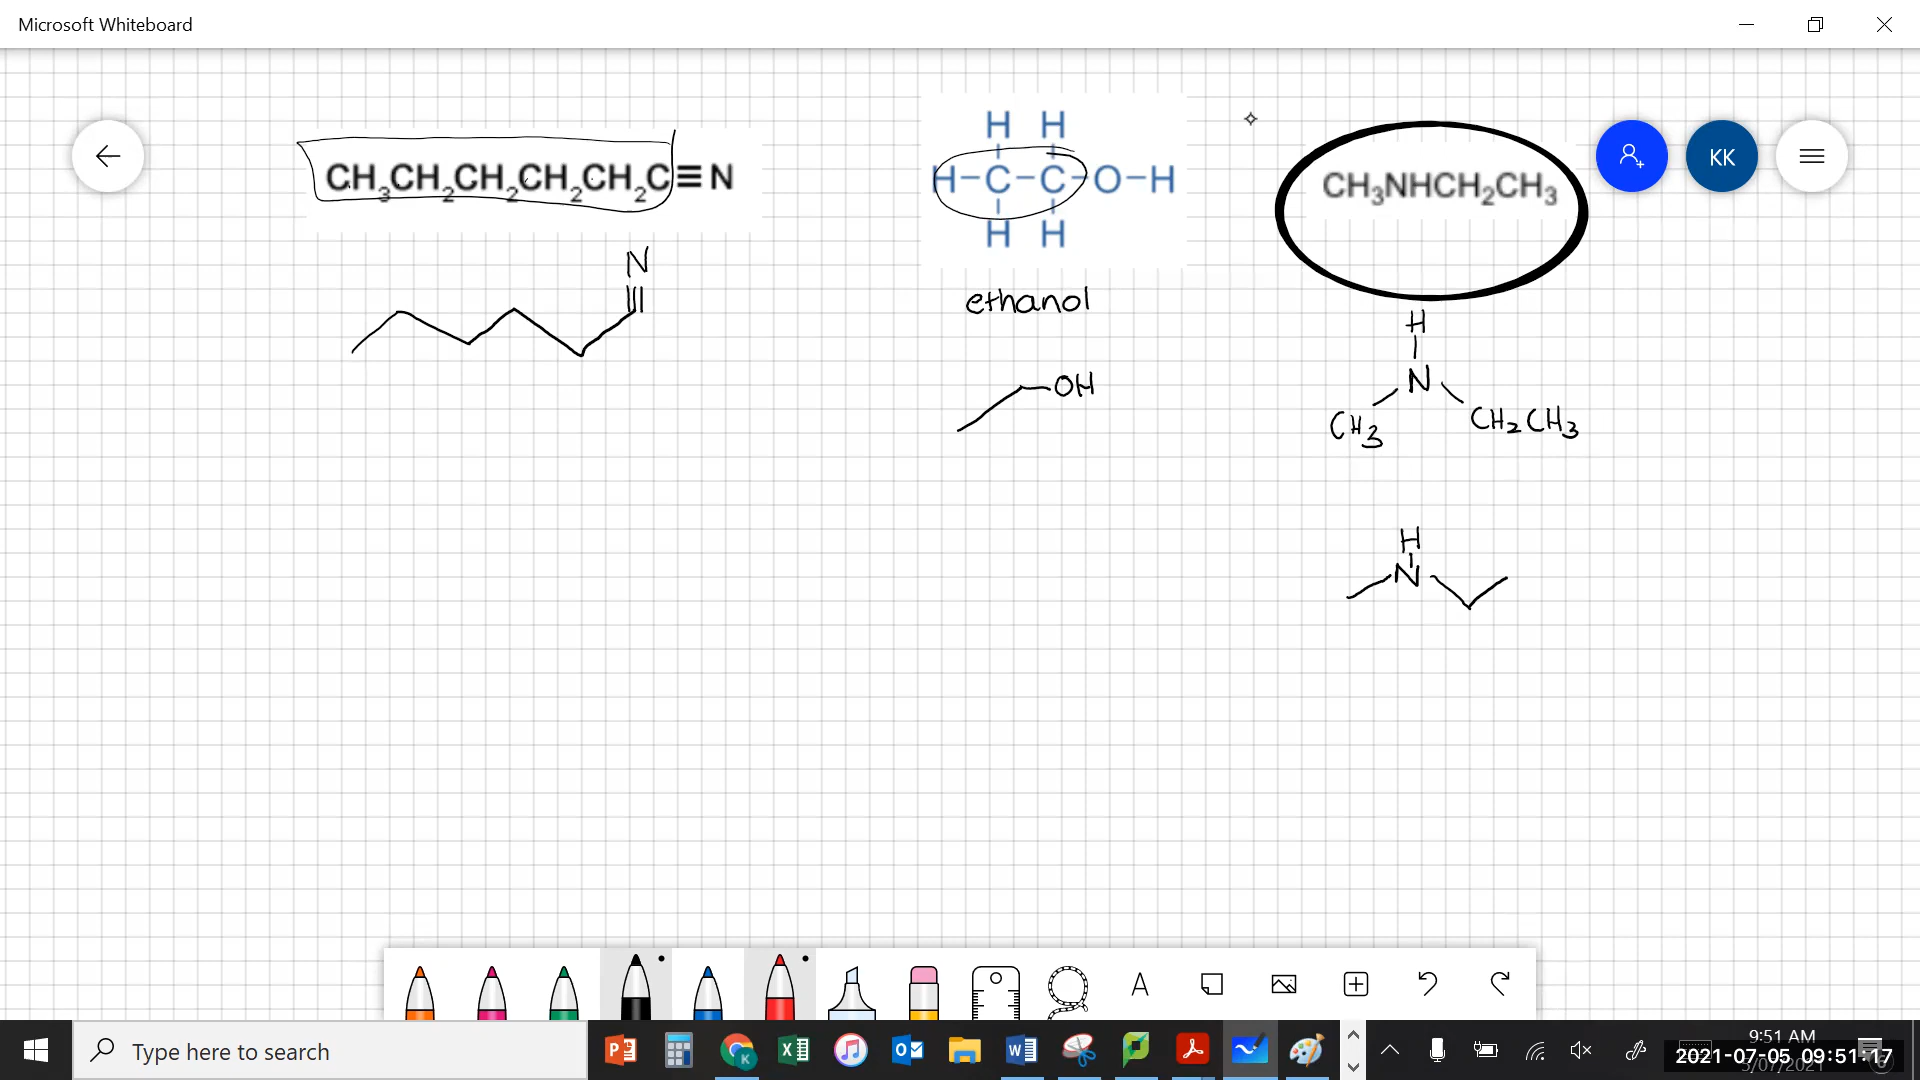 Microsoft Whiteboard
CH3CH2CH2CH2CH2C≡N
N
H H
H-C-C-O-H
H H
ethanol
OH
CH3NHCH2CH3
H
N
CH3 CH2CH3
H
N
KK
A
Type here to search
9:51 AM
2021-07-05 09:51:17